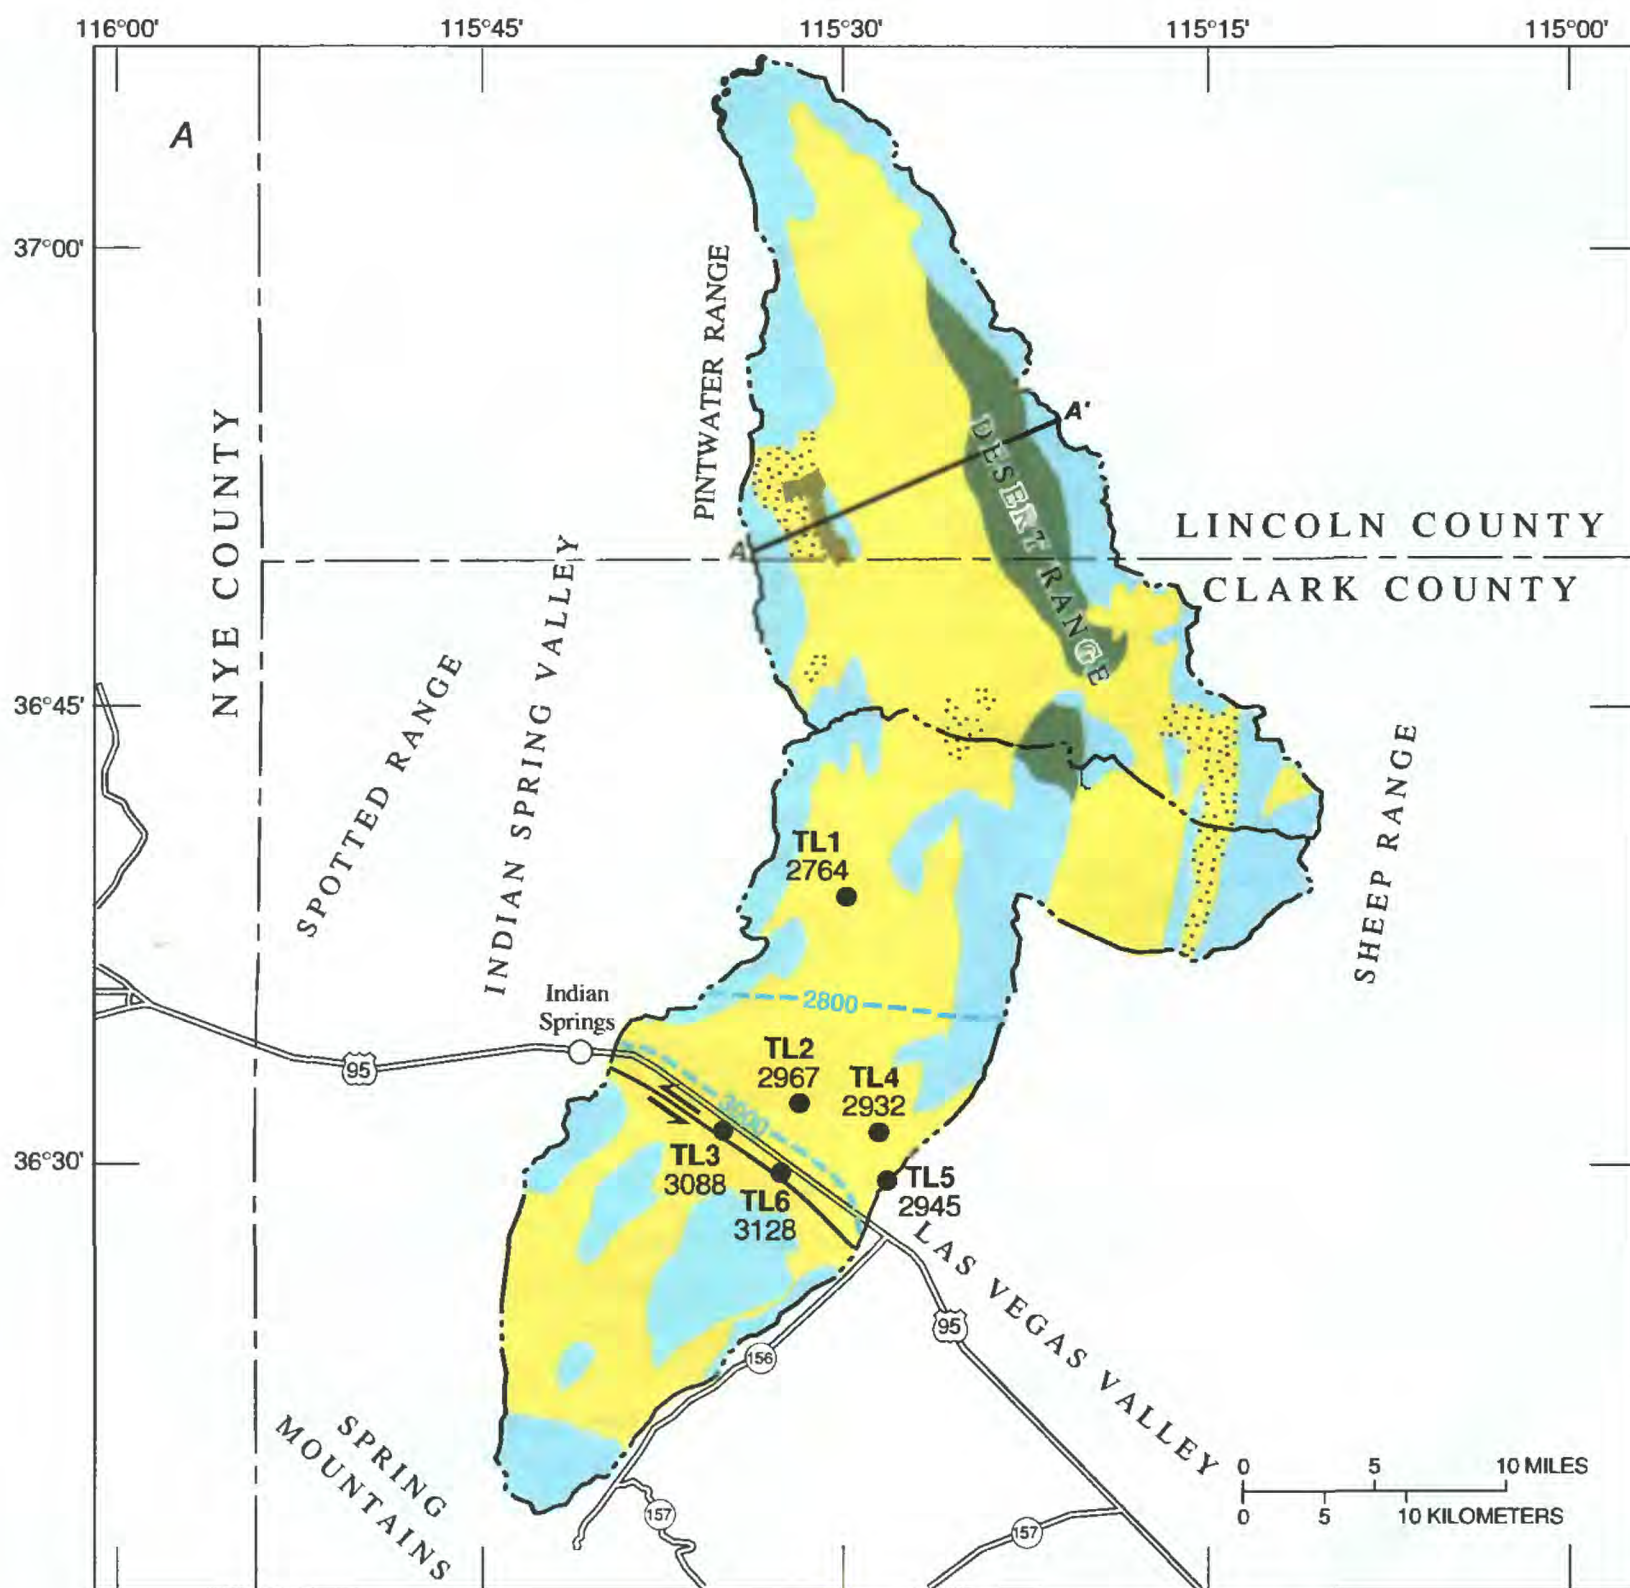 116°00'
115°45'
115°30'
115°15'
115°00'
A
37°00'
PINTWATER RANGE
NYE COUNTY
A'
DESERT RANGE
LINCOLN COUNTY
A
CLARK COUNTY
INDIAN SPRING VALLEY
SPOTTED RANGE
36°45'
SHEEP RANGE
TL1
2764
2800
Indian
Springs
95
TL2
2967
TL4
2932
3000
36°30'
TL3
3088
TL5
2945
TL6
3128
LAS VEGAS VALLEY
95
156
SPRING
MOUNTAINS
157
157
0 5 10 MILES
0 5 10 KILOMETERS